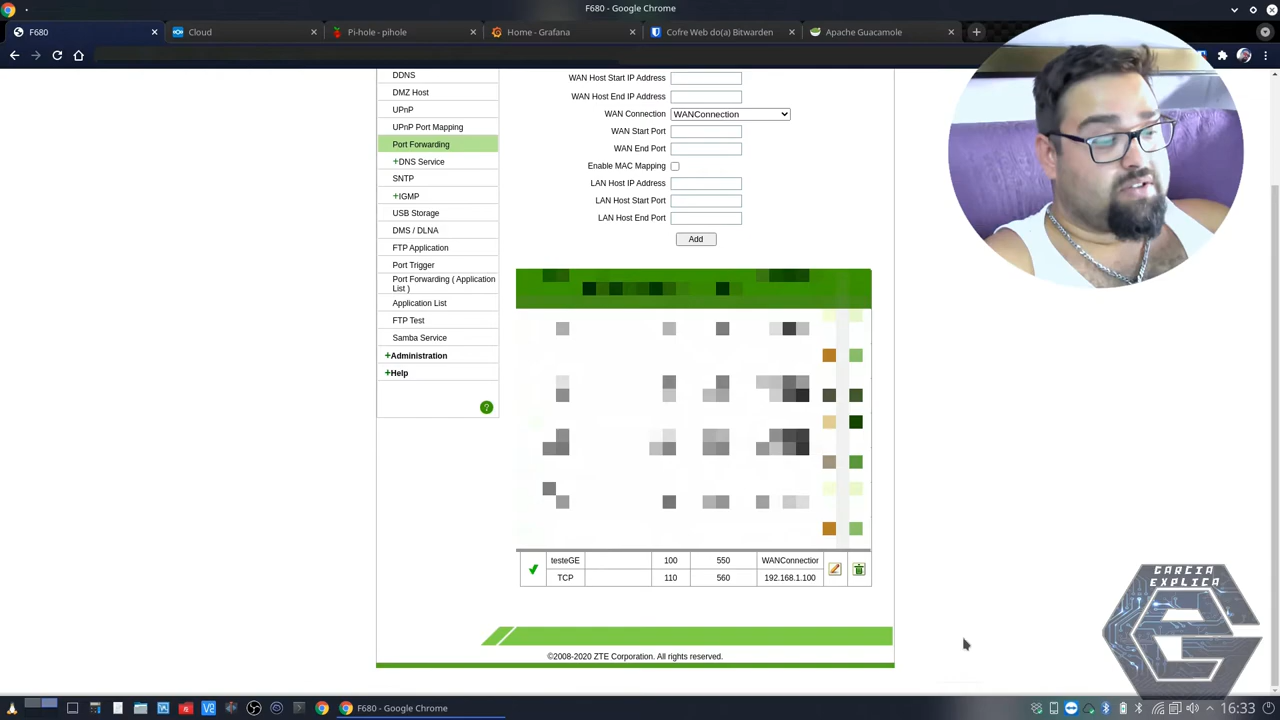 F680 - Google Chrome
F680
Cloud
Pi-hole - pihole
Home - Grafana
Cofre Web do(a) Bitwarden
Apache Guacamole
DDNS
DMZ Host
UPnP
UPnP Port Mapping
Port Forwarding
+DNS Service
SNTP
+IGMP
USB Storage
DMS / DLNA
FTP Application
Port Trigger
Port Forwarding ( Application
List )
Application List
FTP Test
Samba Service
+Administration
+Help
WAN Host Start IP Address
WAN Host End IP Address
WAN Connection WANConnection
WAN Start Port
WAN End Port
Enable MAC Mapping
LAN Host IP Address
LAN Host Start Port
LAN Host End Port
Add
testeGE 100 550 WANConnectior
TCP 110 560 192.168.1.100
©2008-2020 ZTE Corporation. All rights reserved.
GARCIA
EXPLICA
F680 - Google Chrome
16:33